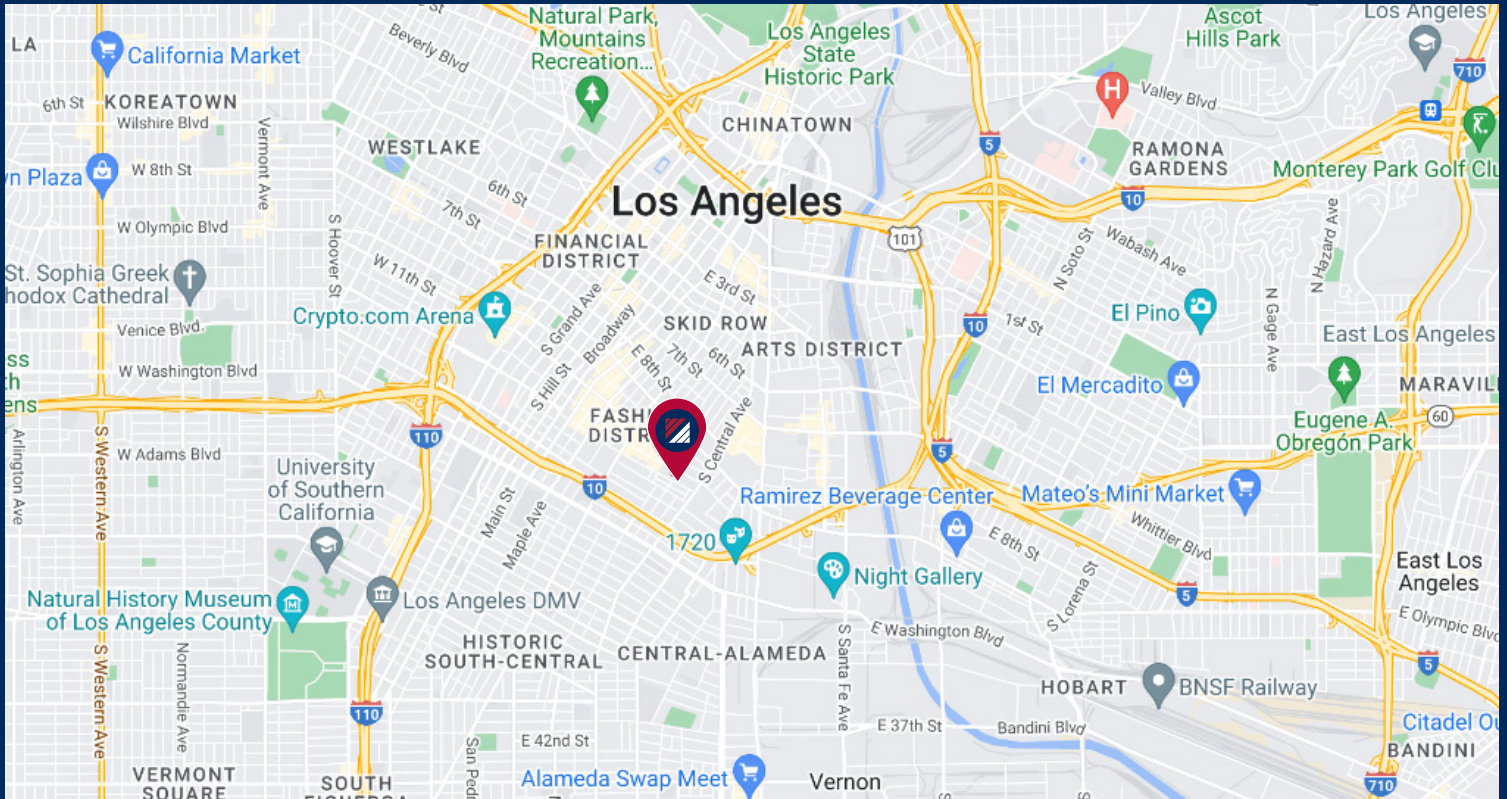 LA
California Market
6th St
KOREATOWN
Wilshire Blvd
Vermont Ave
W 8th St
yn Plaza
W Olympic Blvd
St. Sophia Greek
hodox Cathedral
S Hoover St
Venice Blvd.
W Washington Blvd
ss
th
ens
Arlington Ave
S Western Ave
W Adams Blvd
Beverly Blvd
St
Natural Park,
Mountains
Recreation...
Los Angeles
State
Historic Park
CHINATOWN
WESTLAKE
6th St
7th St
Los Angeles
FINANCIAL
DISTRICT
W 11th St
Crypto.com Arena
S Grand Ave
Broadway
S Hill St
E 3rd St
SKID ROW
ARTS DISTRICT
E 8th St
7th St
6th St
S Central Ave
101
5
10
Ascot
Hills Park
Los Angeles
710
H
Valley Blvd
RAMONA
GARDENS
Monterey Park Golf Clu
10
N Soto St
Wabash Ave
N Hazard Ave
El Pino
1st St
N Gage Ave
East Los Angeles
El Mercadito
MARAVIL
60
Eugene A.
Obregón Park
110
10
5
University
of Southern
California
Main St
Maple Ave
1720
Ramirez Beverage Center
Mateo's Mini Market
Whittier Blvd
E 8th St
Night Gallery
S Lorena St
East Los
Angeles
5
E Olympic Blvd
Natural History Museum
of Los Angeles County
Los Angeles DMV
HISTORIC
SOUTH-CENTRAL
CENTRAL-ALAMEDA
S Santa Fe Ave
E Washington Blvd
5
HOBART
BNSF Railway
S Western Ave
Normandie Ave
110
E 37th St
Bandini Blvd
Citadel Ou
BANDINI
E 42nd St
San Ped
Alameda Swap Meet
Vernon
710
VERMONT
SQUARE
SOUTH